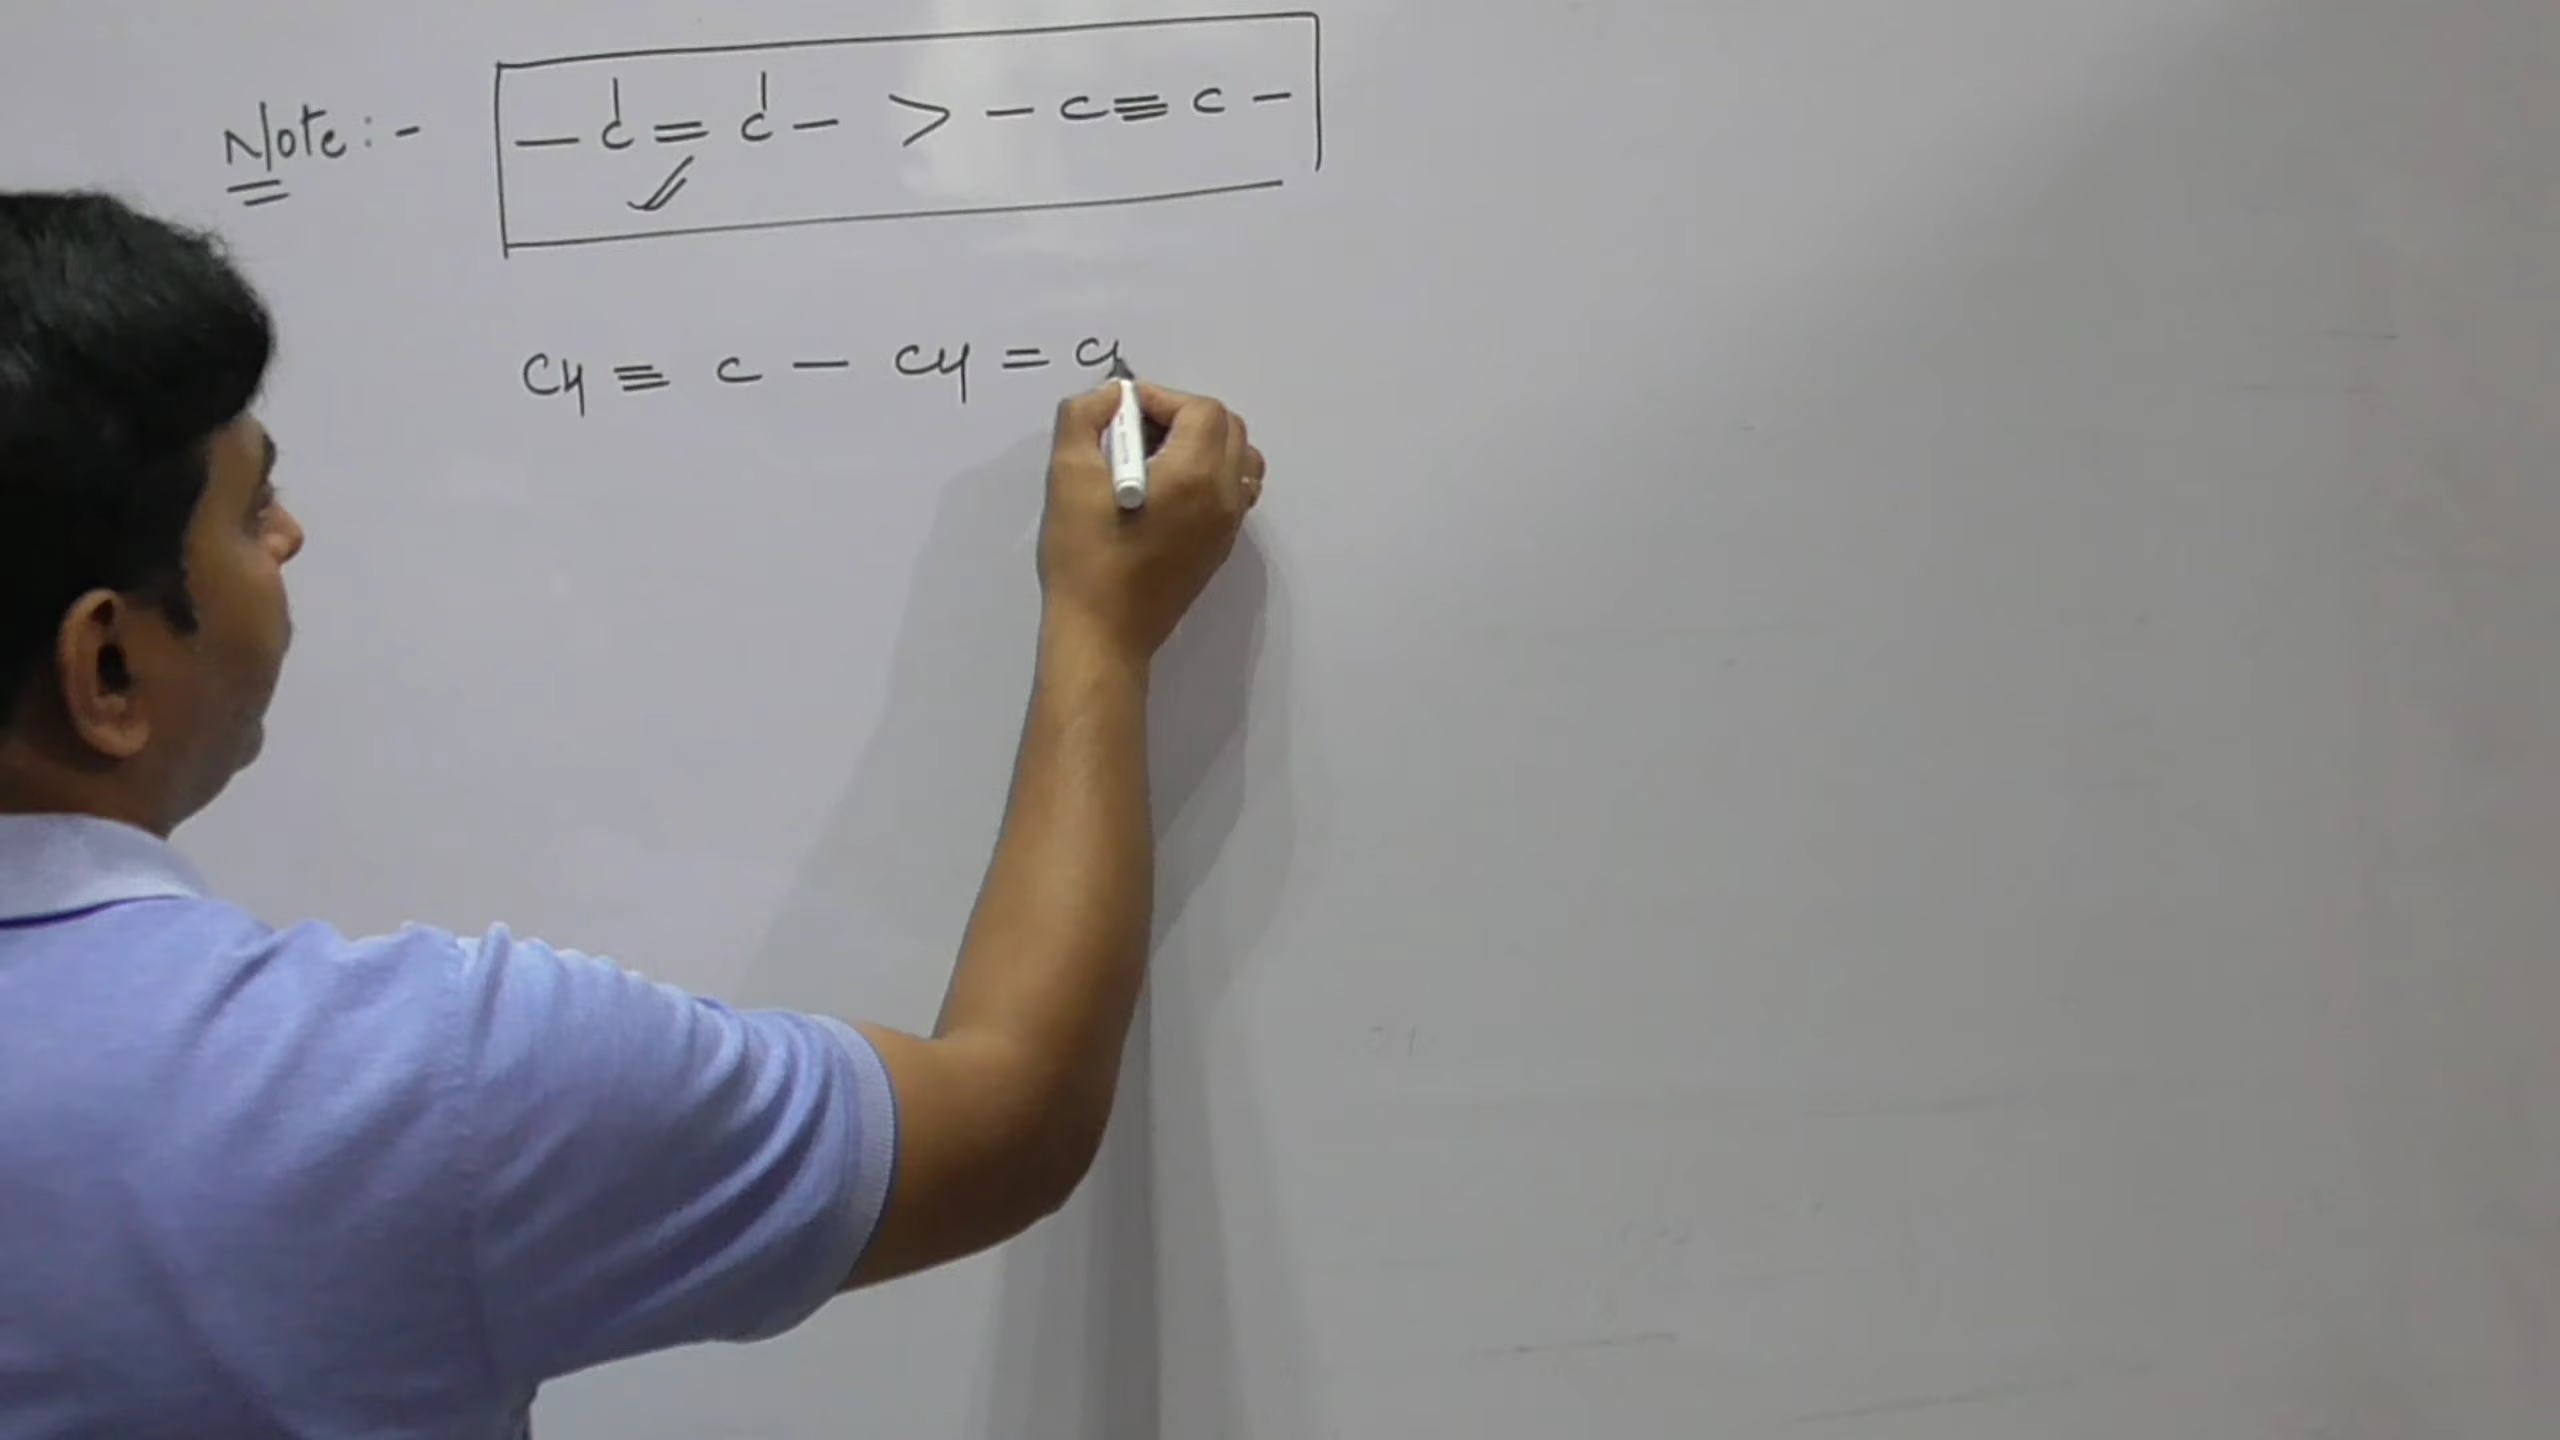 Note:- -C=C- > -C≡C-
CH ≡ C - CH = CH